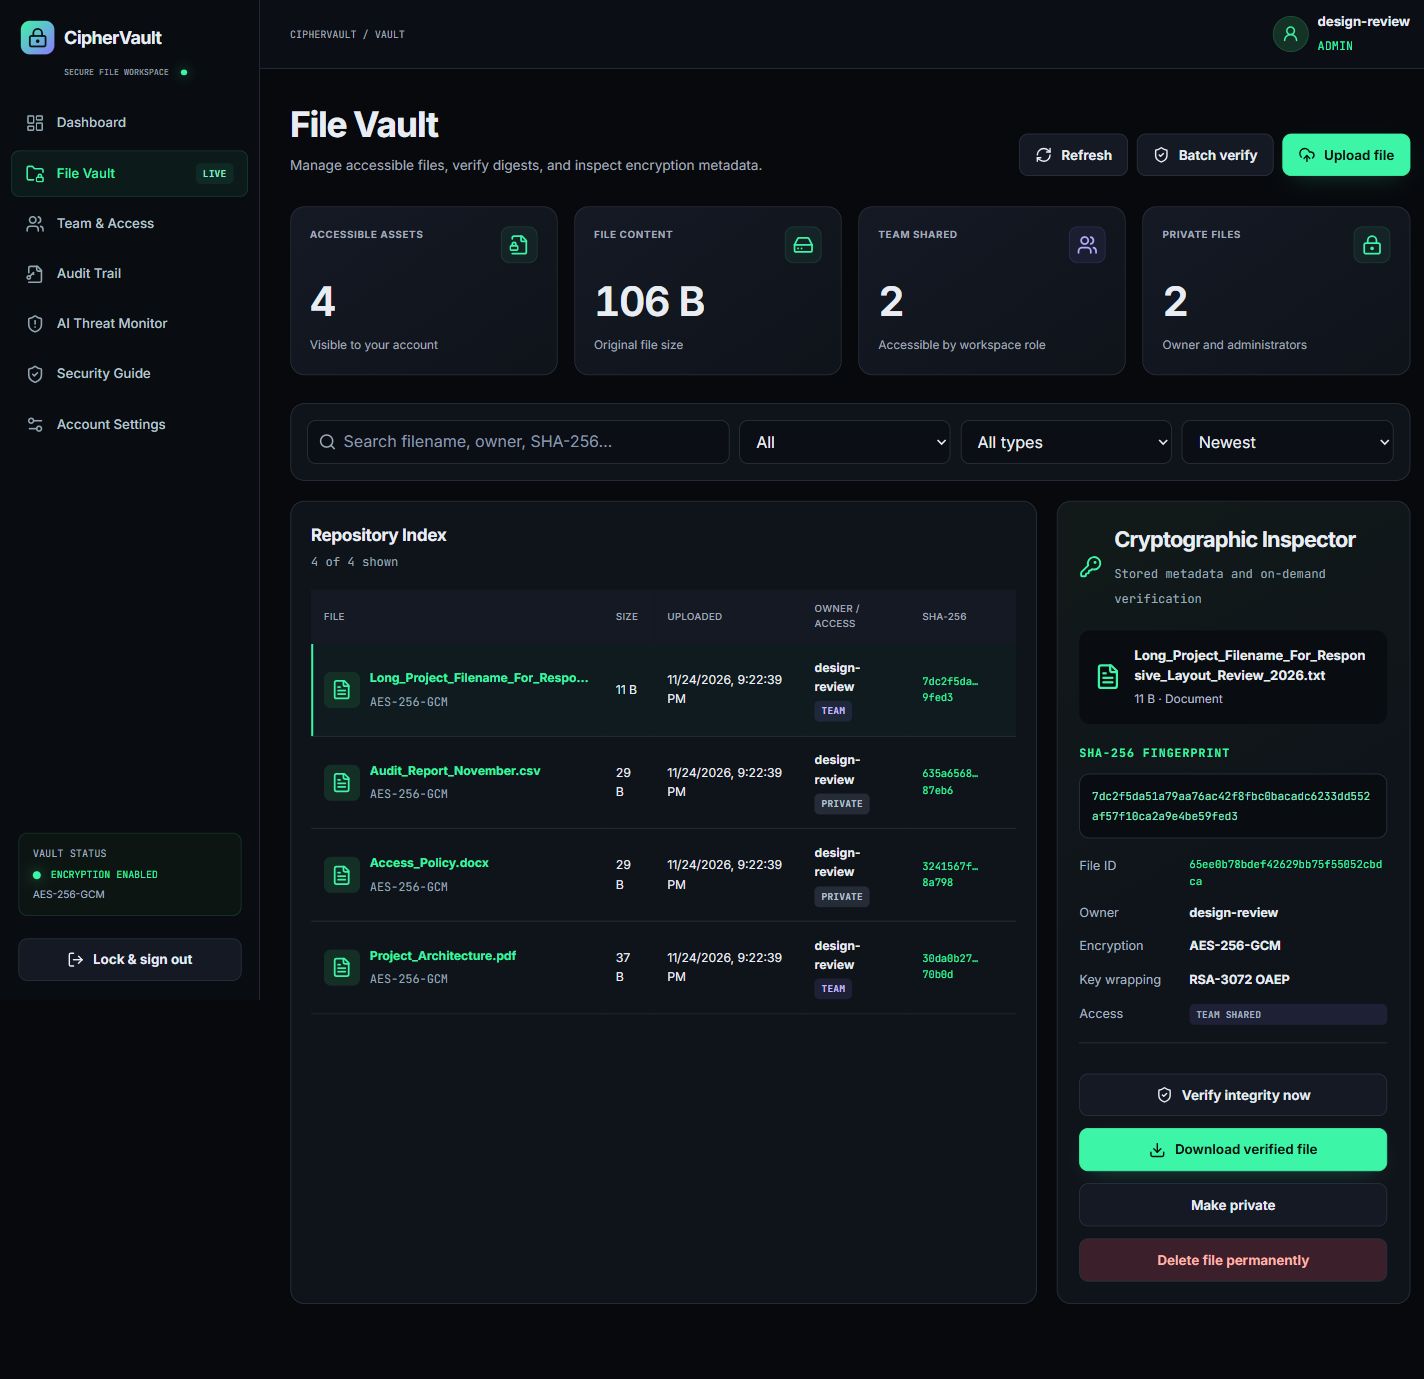 CipherVault
SECURE FILE WORKSPACE
Dashboard
File Vault
LIVE
Team & Access
Audit Trail
AI Threat Monitor
Security Guide
Account Settings
VAULT STATUS
ENCRYPTION ENABLED
AES-256-GCM
Lock & sign out
CIPHERVAULT / VAULT
design-review
ADMIN
File Vault
Manage accessible files, verify digests, and inspect encryption metadata.
Refresh
Batch verify
Upload file
ACCESSIBLE ASSETS
4
Visible to your account
FILE CONTENT
106 B
Original file size
TEAM SHARED
2
Accessible by workspace role
PRIVATE FILES
2
Owner and administrators
Search filename, owner, SHA-256...
All
All types
Newest
Repository Index
4 of 4 shown
FILE
SIZE
UPLOADED
OWNER /
ACCESS
SHA-256
Long_Project_Filename_For_Respo...
AES-256-GCM
11 B
11/24/2026, 9:22:39
PM
design-
review
TEAM
7dc2f5da…
9fed3
Audit_Report_November.csv
AES-256-GCM
29
B
11/24/2026, 9:22:39
PM
design-
review
PRIVATE
635a6568…
87eb6
Access_Policy.docx
AES-256-GCM
29
B
11/24/2026, 9:22:39
PM
design-
review
PRIVATE
3241567f…
8a798
Project_Architecture.pdf
AES-256-GCM
37
B
11/24/2026, 9:22:39
PM
design-
review
TEAM
30da0b27…
70b0d
Cryptographic Inspector
Stored metadata and on-demand
verification
Long_Project_Filename_For_Respon
sive_Layout_Review_2026.txt
11 B · Document
SHA-256 FINGERPRINT
7dc2f5da51a79aa76ac42f8fbc0bacadc6233dd552
af57f10ca2a9e4be59fed3
File ID
65ee0b78bdef42629bb75f55052cbd
ca
Owner
design-review
Encryption
AES-256-GCM
Key wrapping
RSA-3072 OAEP
Access
TEAM SHARED
Verify integrity now
Download verified file
Make private
Delete file permanently